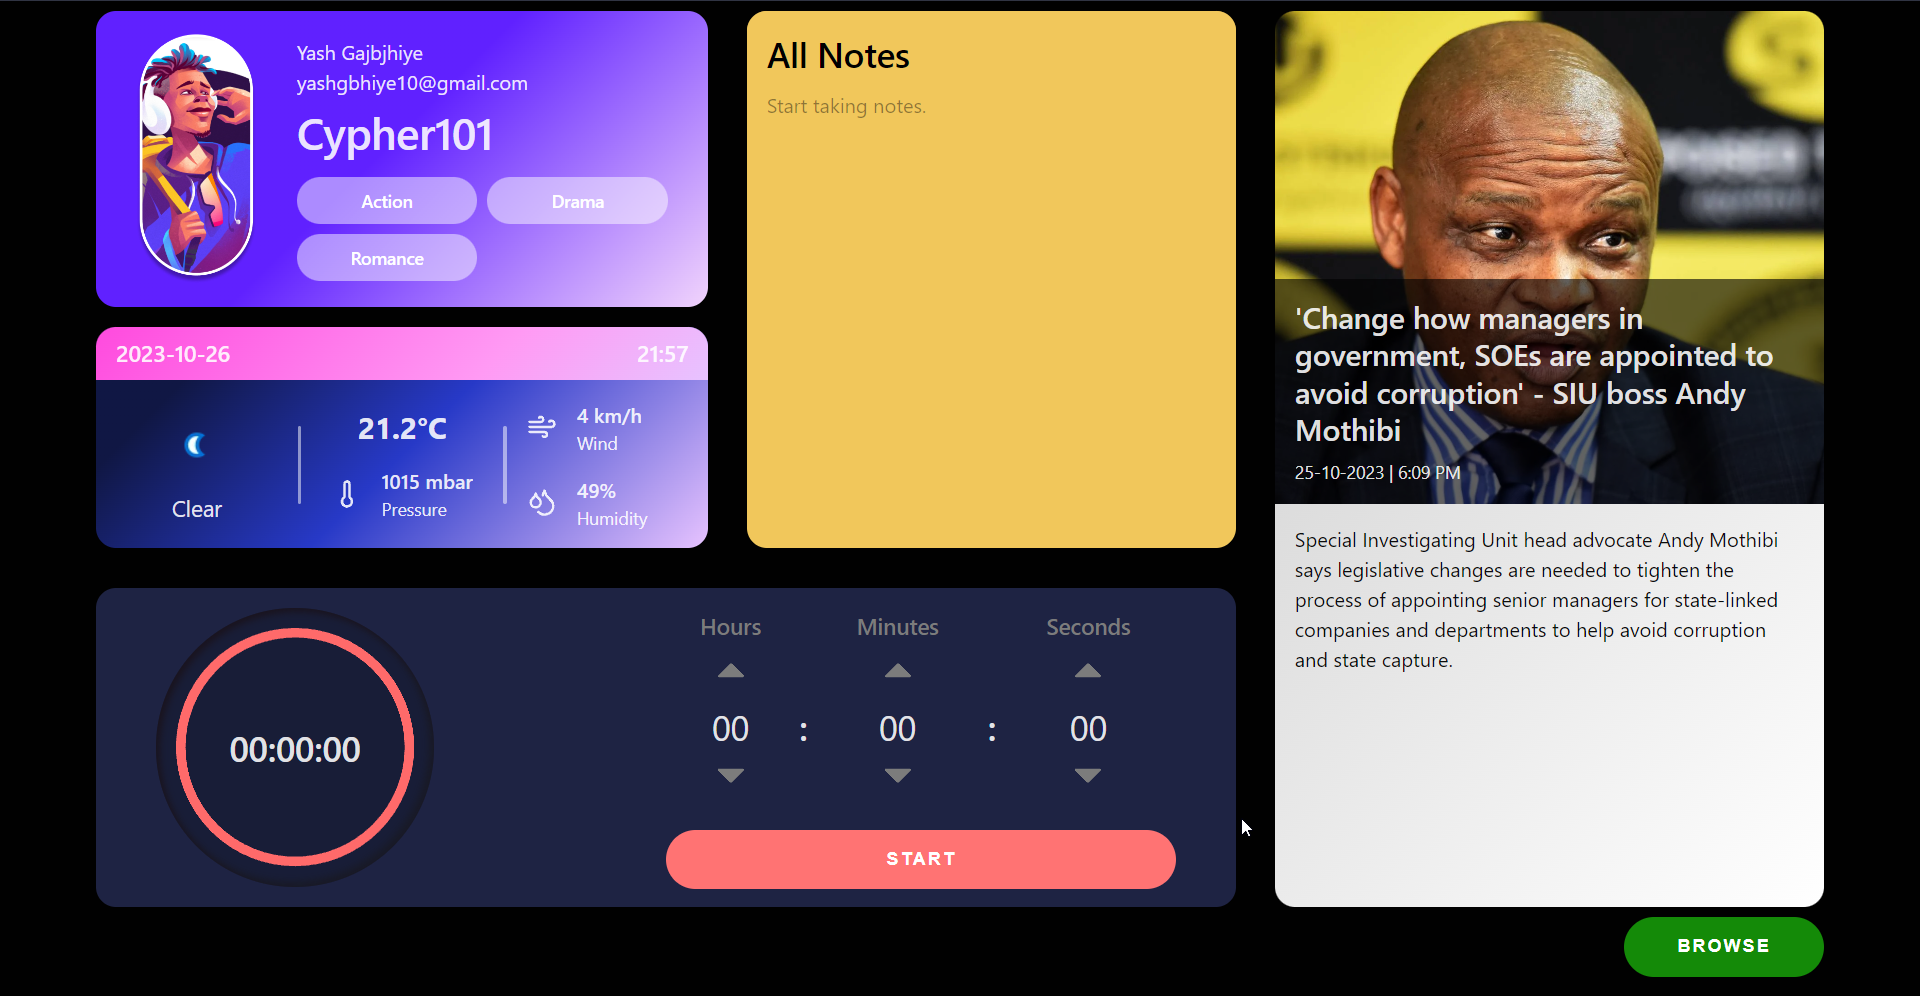 Yash Gajbjhiye
yashgbhiye10@gmail.com
Cypher101
Action
Drama
Romance
2023-10-26
21:57
Clear
21.2°C
1015 mbar
Pressure
4 km/h
Wind
49%
Humidity
All Notes
Start taking notes.
00:00:00
Hours
Minutes
Seconds
00
:
00
:
00
START
'Change how managers in
government, SOEs are appointed to
avoid corruption' - SIU boss Andy
Mothibi
25-10-2023 | 6:09 PM
Special Investigating Unit head advocate Andy Mothibi
says legislative changes are needed to tighten the
process of appointing senior managers for state-linked
companies and departments to help avoid corruption
and state capture.
BROWSE